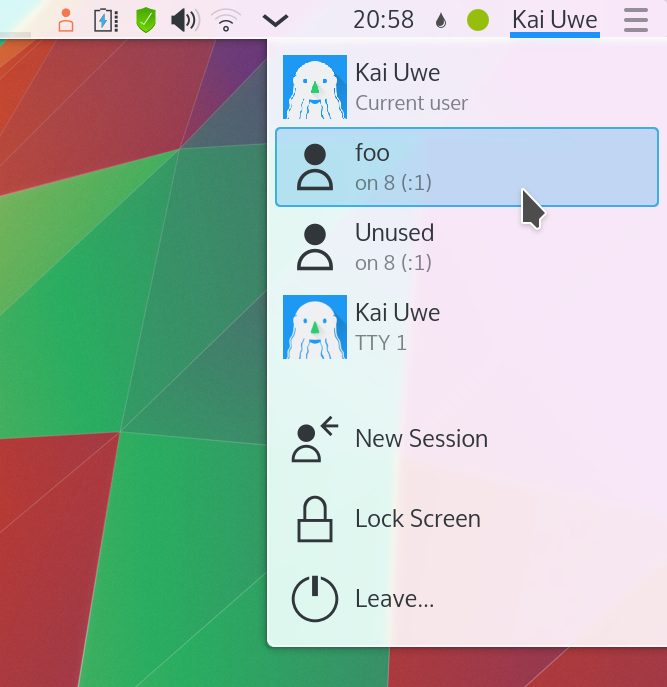 20:58
Kai Uwe
Kai Uwe
Current user
foo
on 8 (:1)
Unused
on 8 (:1)
Kai Uwe
TTY 1
New Session
Lock Screen
Leave...